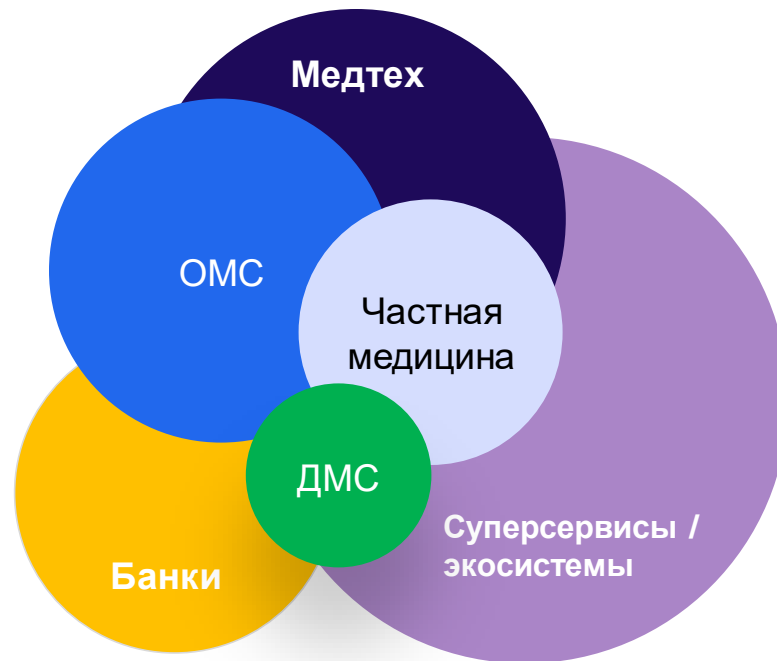 Медтех
ОМС
Частная
медицина
ДМС
Суперсервисы /
экосистемы
Банки